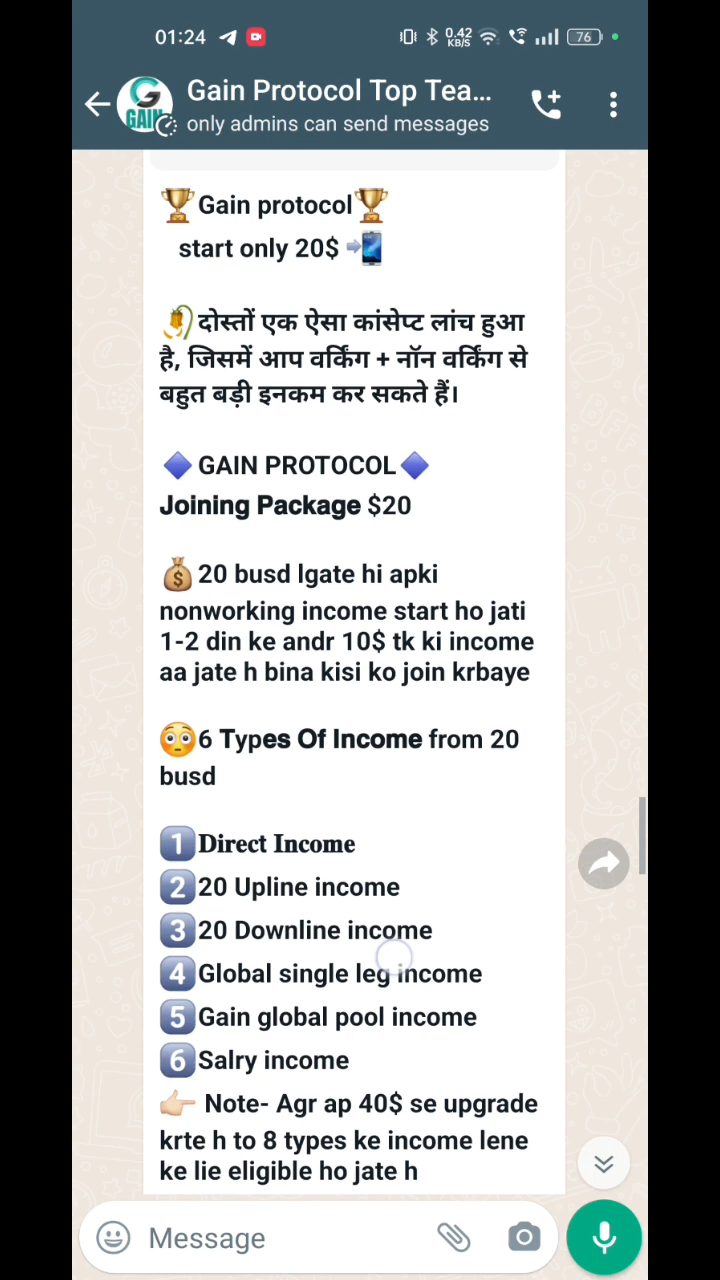 01:24
0.42 KB/S
76
Gain Protocol Top Tea...
only admins can send messages
GAIN
🏆Gain protocol🏆
start only 20$ 📲
दोस्तों एक ऐसा कांसेप्ट लांच हुआ
है, जिसमें आप वर्किंग + नॉन वर्किंग से
बहुत बड़ी इनकम कर सकते हैं।
🔷 GAIN PROTOCOL🔷
Joining Package $20
💰20 busd lgate hi apki
nonworking income start ho jati
1-2 din ke andr 10$ tk ki income
aa jate h bina kisi ko join krbaye
😳6 Types Of Income from 20
busd
1️⃣Direct Income
2️⃣20 Upline income
3️⃣20 Downline income
4️⃣Global single leg income
5️⃣Gain global pool income
6️⃣Salry income
👉🏻 Note- Agr ap 40$ se upgrade
krte h to 8 types ke income lene
ke lie eligible ho jate h
Message